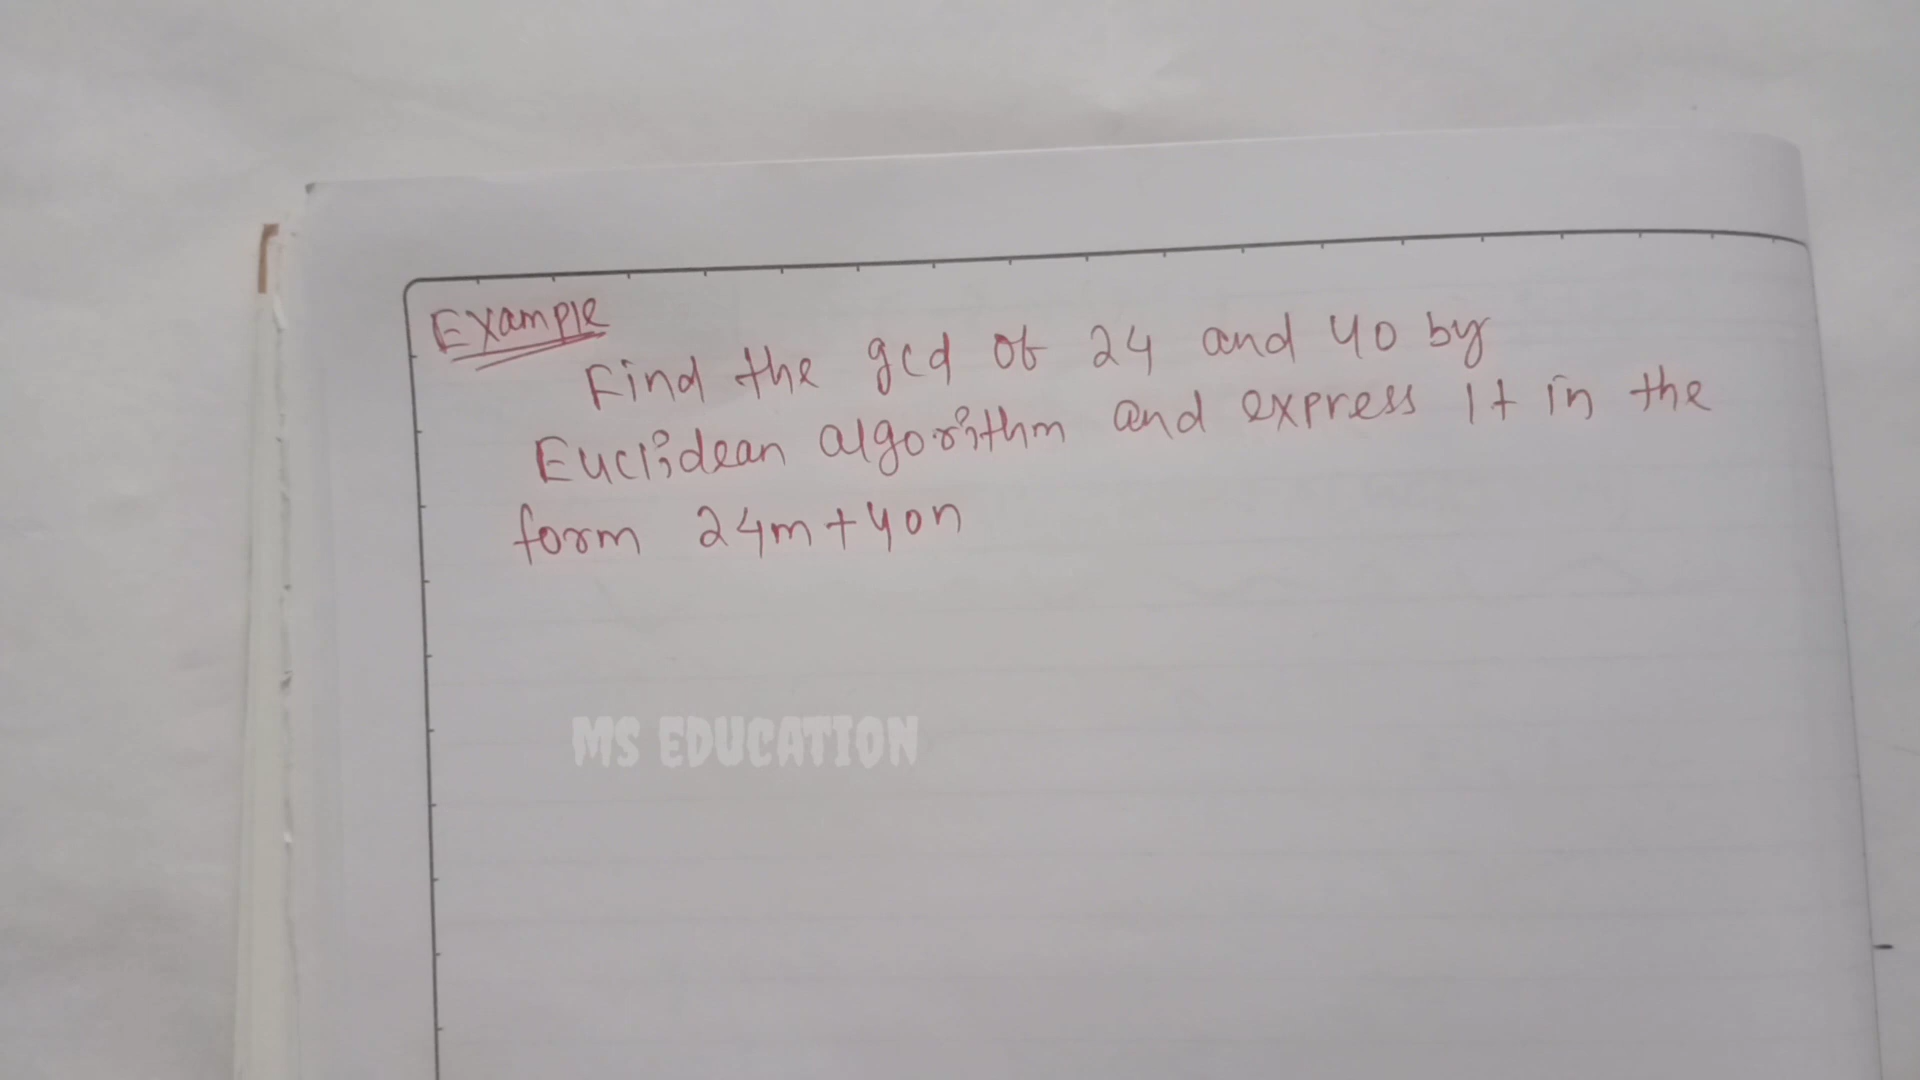 Example
Find the gcd of 24 and 40 by
Euclidean algorithm and express it in the
form 24m+40n
MS EDUCATION